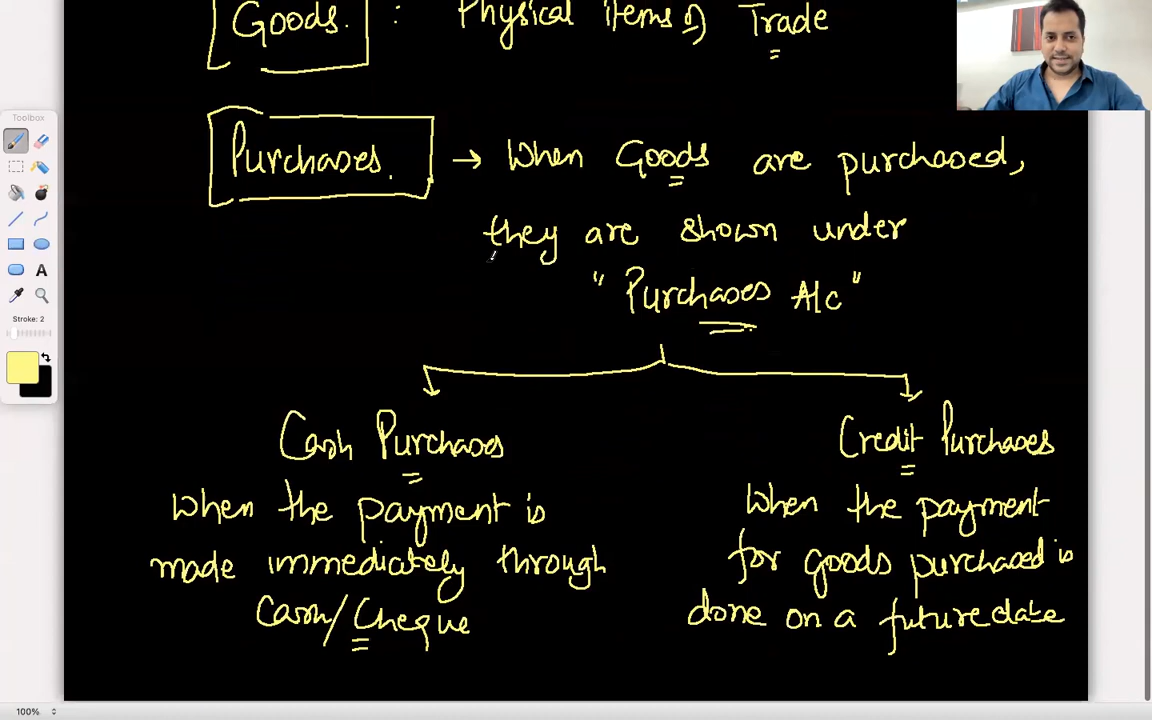 Goods. : Physical items of Trade
Purchases. → When Goods are purchased,
they are shown under
"Purchases A/c"
Cash Purchases
When the payment is
made immediately through
Cash/Cheque
Credit Purchases
When the payment
for goods purchased is
done on a future date
Toolbox
A
Stroke: 2
100%